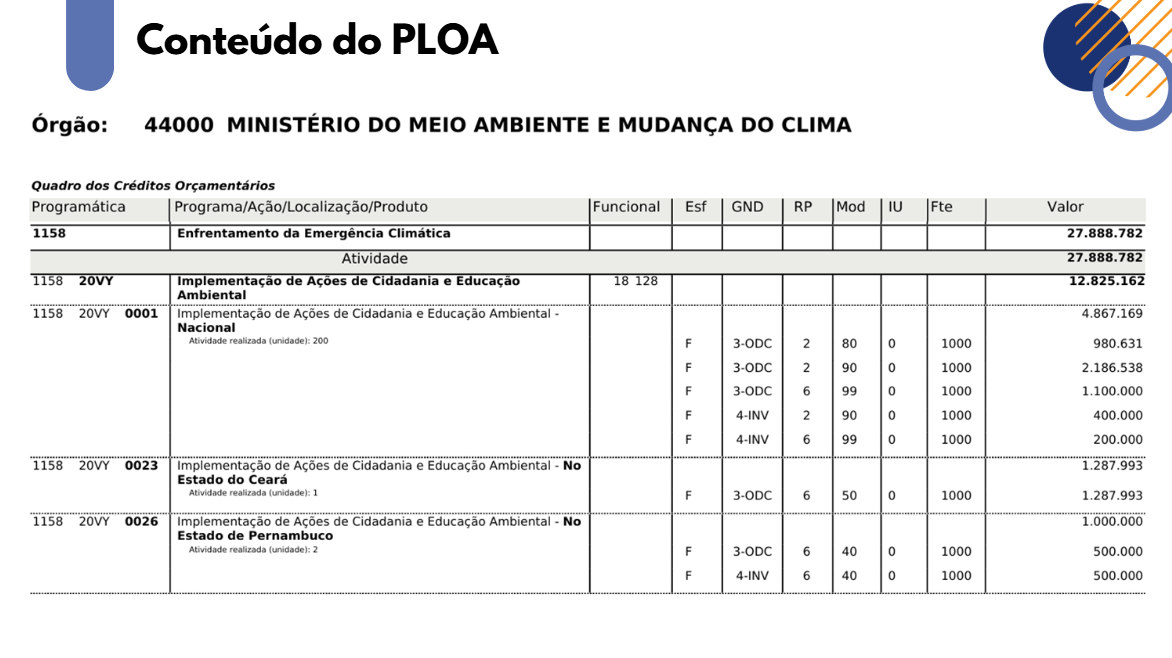 Conteúdo do PLOA
Órgão: 44000 MINISTÉRIO DO MEIO AMBIENTE E MUDANÇA DO CLIMA
Quadro dos Créditos Orçamentários
Programática Programa/Ação/Localização/Produto Funcional Esf GND RP Mod IU Fte Valor
1158 Enfrentamento da Emergência Climática 27.888.782
Atividade 27.888.782
1158 20VY Implementação de Ações de Cidadania e Educação 18 128 12.825.162
Ambiental
1158 20VY 0001 Implementação de Ações de Cidadania e Educação Ambiental - 4.867.169
Nacional
Atividade realizada (unidade): 200
F 3-ODC 2 80 0 1000 980.631
F 3-ODC 2 90 0 1000 2.186.538
F 3-ODC 6 99 0 1000 1.100.000
F 4-INV 2 90 0 1000 400.000
F 4-INV 6 99 0 1000 200.000
1158 20VY 0023 Implementação de Ações de Cidadania e Educação Ambiental - No 1.287.993
Estado do Ceará
Atividade realizada (unidade): 1
F 3-ODC 6 50 0 1000 1.287.993
1158 20VY 0026 Implementação de Ações de Cidadania e Educação Ambiental - No 1.000.000
Estado de Pernambuco
Atividade realizada (unidade): 2
F 3-ODC 6 40 0 1000 500.000
F 4-INV 6 40 0 1000 500.000